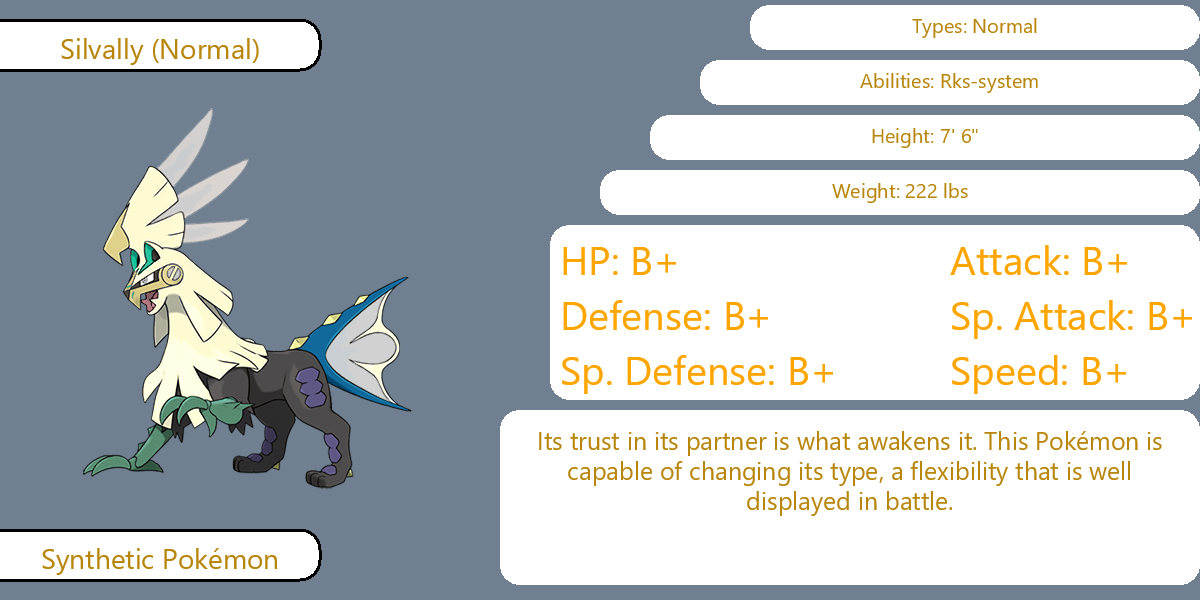 Silvally (Normal)
Types: Normal
Abilities: Rks-system
Height: 7' 6"
Weight: 222 lbs
HP: B+
Attack: B+
Defense: B+
Sp. Attack: B+
Sp. Defense: B+
Speed: B+
Its trust in its partner is what awakens it. This Pokémon is
capable of changing its type, a flexibility that is well
displayed in battle.
Synthetic Pokémon